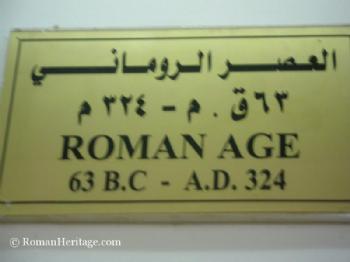 العصر الروماني
٦٣ ق . م - ٣٢٤ م
ROMAN AGE
63 B.C - A.D. 324
© RomanHeritage.com